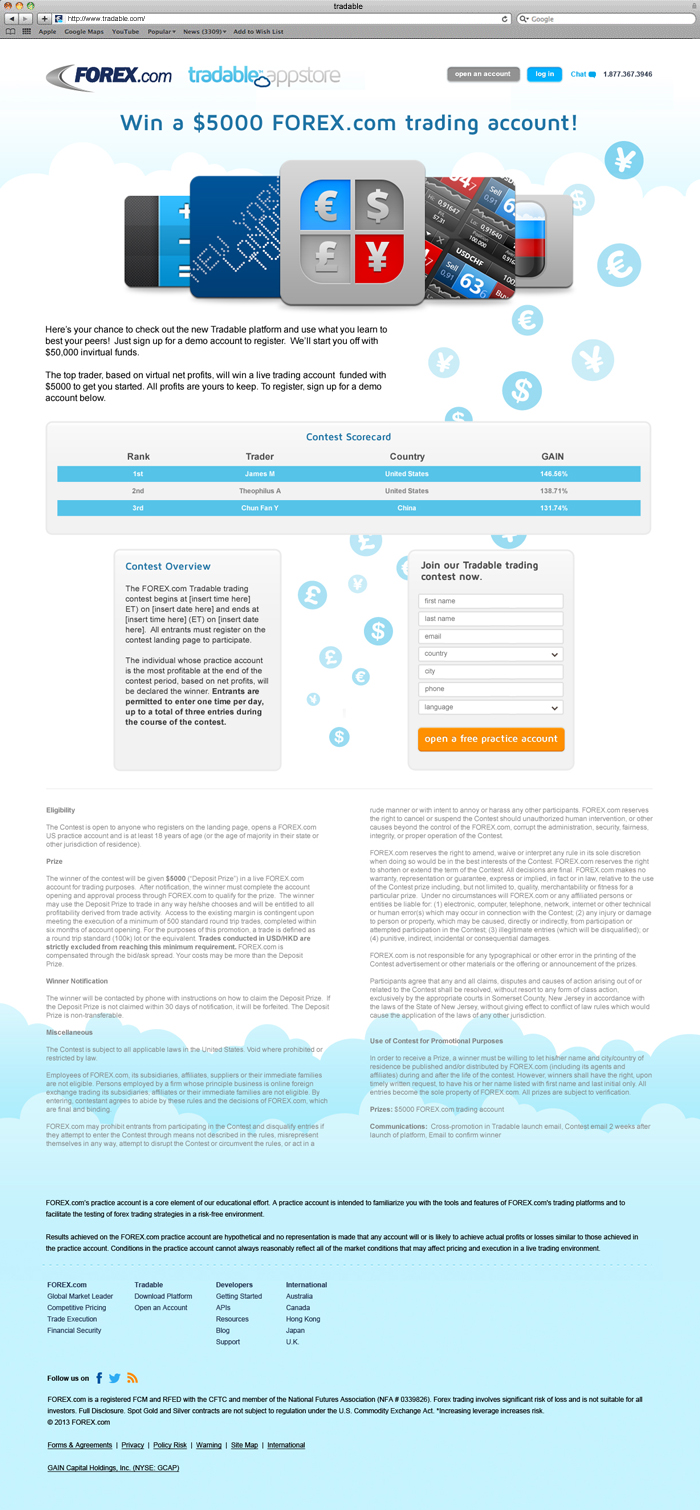 tradable
http://www.tradable.com/
Google
Apple Google Maps YouTube Popular News (3309) Add to Wish List
FOREX.com tradable appstore
open an account log in Chat 1.877.367.3946
Win a $5000 FOREX.com trading account!
€ $
£ ¥
Sell
USDCHF
Here's your chance to check out the new Tradable platform and use what you learn to
best your peers! Just sign up for a demo account to register. We'll start you off with
$50,000 invirtual funds.
The top trader, based on virtual net profits, will win a live trading account funded with
$5000 to get you started. All profits are yours to keep. To register, sign up for a demo
account below.
Contest Scorecard
Rank Trader Country GAIN
1st James M United States 146.56%
2nd Theophilus A United States 138.71%
3rd Chun Fan Y China 131.74%
Contest Overview
The FOREX.com Tradable trading
contest begins at [insert time here]
ET) on [insert date here] and ends at
[insert time here] (ET) on [insert date
here]. All entrants must register on the
contest landing page to participate.
The individual whose practice account
is the most profitable at the end of the
contest period, based on net profits, will
be declared the winner. Entrants are
permitted to enter one time per day,
up to a total of three entries during
the course of the contest.
Join our Tradable trading
contest now.
first name
last name
email
country
city
phone
language
open a free practice account
Eligibility
The Contest is open to anyone who registers on the landing page, opens a FOREX.com
US practice account and is at least 18 years of age (or the age of majority in their state or
other jurisdiction of residence).
Prize
The winner of the contest will be given $5000 ("Deposit Prize") in a live FOREX.com
account for trading purposes. After notification, the winner must complete the account
opening and approval process through FOREX.com to qualify for the prize. The winner
may use the Deposit Prize to trade in any way he/she chooses and will be entitled to all
profitability derived from trade activity. Access to the existing margin is contingent upon
meeting the execution of a minimum of 500 standard round trip trades, completed within
six months of account opening. For the purposes of this promotion, a trade is defined as
a round trip standard (100k) lot or the equivalent. Trades conducted in USD/HKD are
strictly excluded from reaching this minimum requirement. FOREX.com is
compensated through the bid/ask spread. Your costs may be more than the Deposit
Prize.
Winner Notification
The winner will be contacted by phone with instructions on how to claim the Deposit Prize. If
the Deposit Prize is not claimed within 30 days of notification, it will be forfeited. The Deposit
Prize is non-transferable.
Miscellaneous
The Contest is subject to all applicable laws in the United States. Void where prohibited or
restricted by law.
Employees of FOREX.com, its subsidiaries, affiliates, suppliers or their immediate families
are not eligible. Persons employed by a firm whose principle business is online foreign
exchange trading its subsidiaries, affiliates or their immediate families are not eligible. By
entering, contestant agrees to abide by these rules and the decisions of FOREX.com, which
are final and binding.
FOREX.com may prohibit entrants from participating in the Contest and disqualify entries if
they attempt to enter the Contest through means not described in the rules, misrepresent
themselves in any way, attempt to disrupt the Contest or circumvent the rules, or act in a
rude manner or with intent to annoy or harass any other participants. FOREX.com reserves
the right to cancel or suspend the Contest should unauthorized human intervention, or other
causes beyond the control of the FOREX.com, corrupt the administration, security, fairness,
integrity, or proper operation of the Contest.
FOREX.com reserves the right to amend, waive or interpret any rule in its sole discretion
when doing so would be in the best interests of the Contest. FOREX.com reserves the right
to shorten or extend the term of the Contest. All decisions are final. FOREX.com makes no
warranty, representation or guarantee, express or implied, in fact or in law, relative to the use
of the Contest prize including, but not limited to, quality, merchantability or fitness for a
particular prize. Under no circumstances will FOREX.com or any affiliated persons or
entities be liable for: (1) electronic, computer, telephone, network, internet or other technical
or human error(s) which may occur in connection with the Contest; (2) any injury or damage
to person or property, which may be caused, directly or indirectly, from participation or
attempted participation in the Contest; (3) illegitimate entries (which will be disqualified); or
(4) punitive, indirect, incidental or consequential damages.
FOREX.com is not responsible for any typographical or other error in the printing of the
Contest advertisement or other materials or the offering or announcement of the prizes.
Participants agree that any and all claims, disputes and causes of action arising out of or
related to the Contest shall be resolved, without resort to any form of class action,
exclusively by the appropriate courts in Somerset County, New Jersey in accordance with
the laws of the State of New Jersey, without giving effect to conflict of law rules which would
cause the application of the laws of any other jurisdiction.
Use of Contest for Promotional Purposes
In order to receive a Prize, a winner must be willing to let his/her name and city/country of
residence be published and/or distributed by FOREX.com (including its agents and
affiliates) during and after the life of the contest. However, winners shall have the right, upon
timely written request, to have his or her name listed with first name and last initial only. All
entries become the sole property of FOREX.com. All prizes are subject to verification.
Prizes: $5000 FOREX.com trading account
Communications: Cross-promotion in Tradable launch email, Contest email 2 weeks after
launch of platform, Email to confirm winner
FOREX.com's practice account is a core element of our educational effort. A practice account is intended to familiarize you with the tools and features of FOREX.com's trading platforms and to
facilitate the testing of forex trading strategies in a risk-free environment.
Results achieved on the FOREX.com practice account are hypothetical and no representation is made that any account will or is likely to achieve actual profits or losses similar to those achieved in
the practice account. Conditions in the practice account cannot always reasonably reflect all of the market conditions that may affect pricing and execution in a live trading environment.
FOREX.com Tradable Developers International
Global Market Leader Download Platform Getting Started Australia
Competitive Pricing Open an Account APIs Canada
Trade Execution Resources Hong Kong
Financial Security Blog Japan
Support U.K.
Follow us on
FOREX.com is a registered FCM and RFED with the CFTC and member of the National Futures Association (NFA # 0339826). Forex trading involves significant risk of loss and is not suitable for all
investors. Full Disclosure. Spot Gold and Silver contracts are not subject to regulation under the U.S. Commodity Exchange Act. *Increasing leverage increases risk.
© 2013 FOREX.com
Forms & Agreements | Privacy | Policy Risk | Warning | Site Map | International
GAIN Capital Holdings, Inc. (NYSE: GCAP)